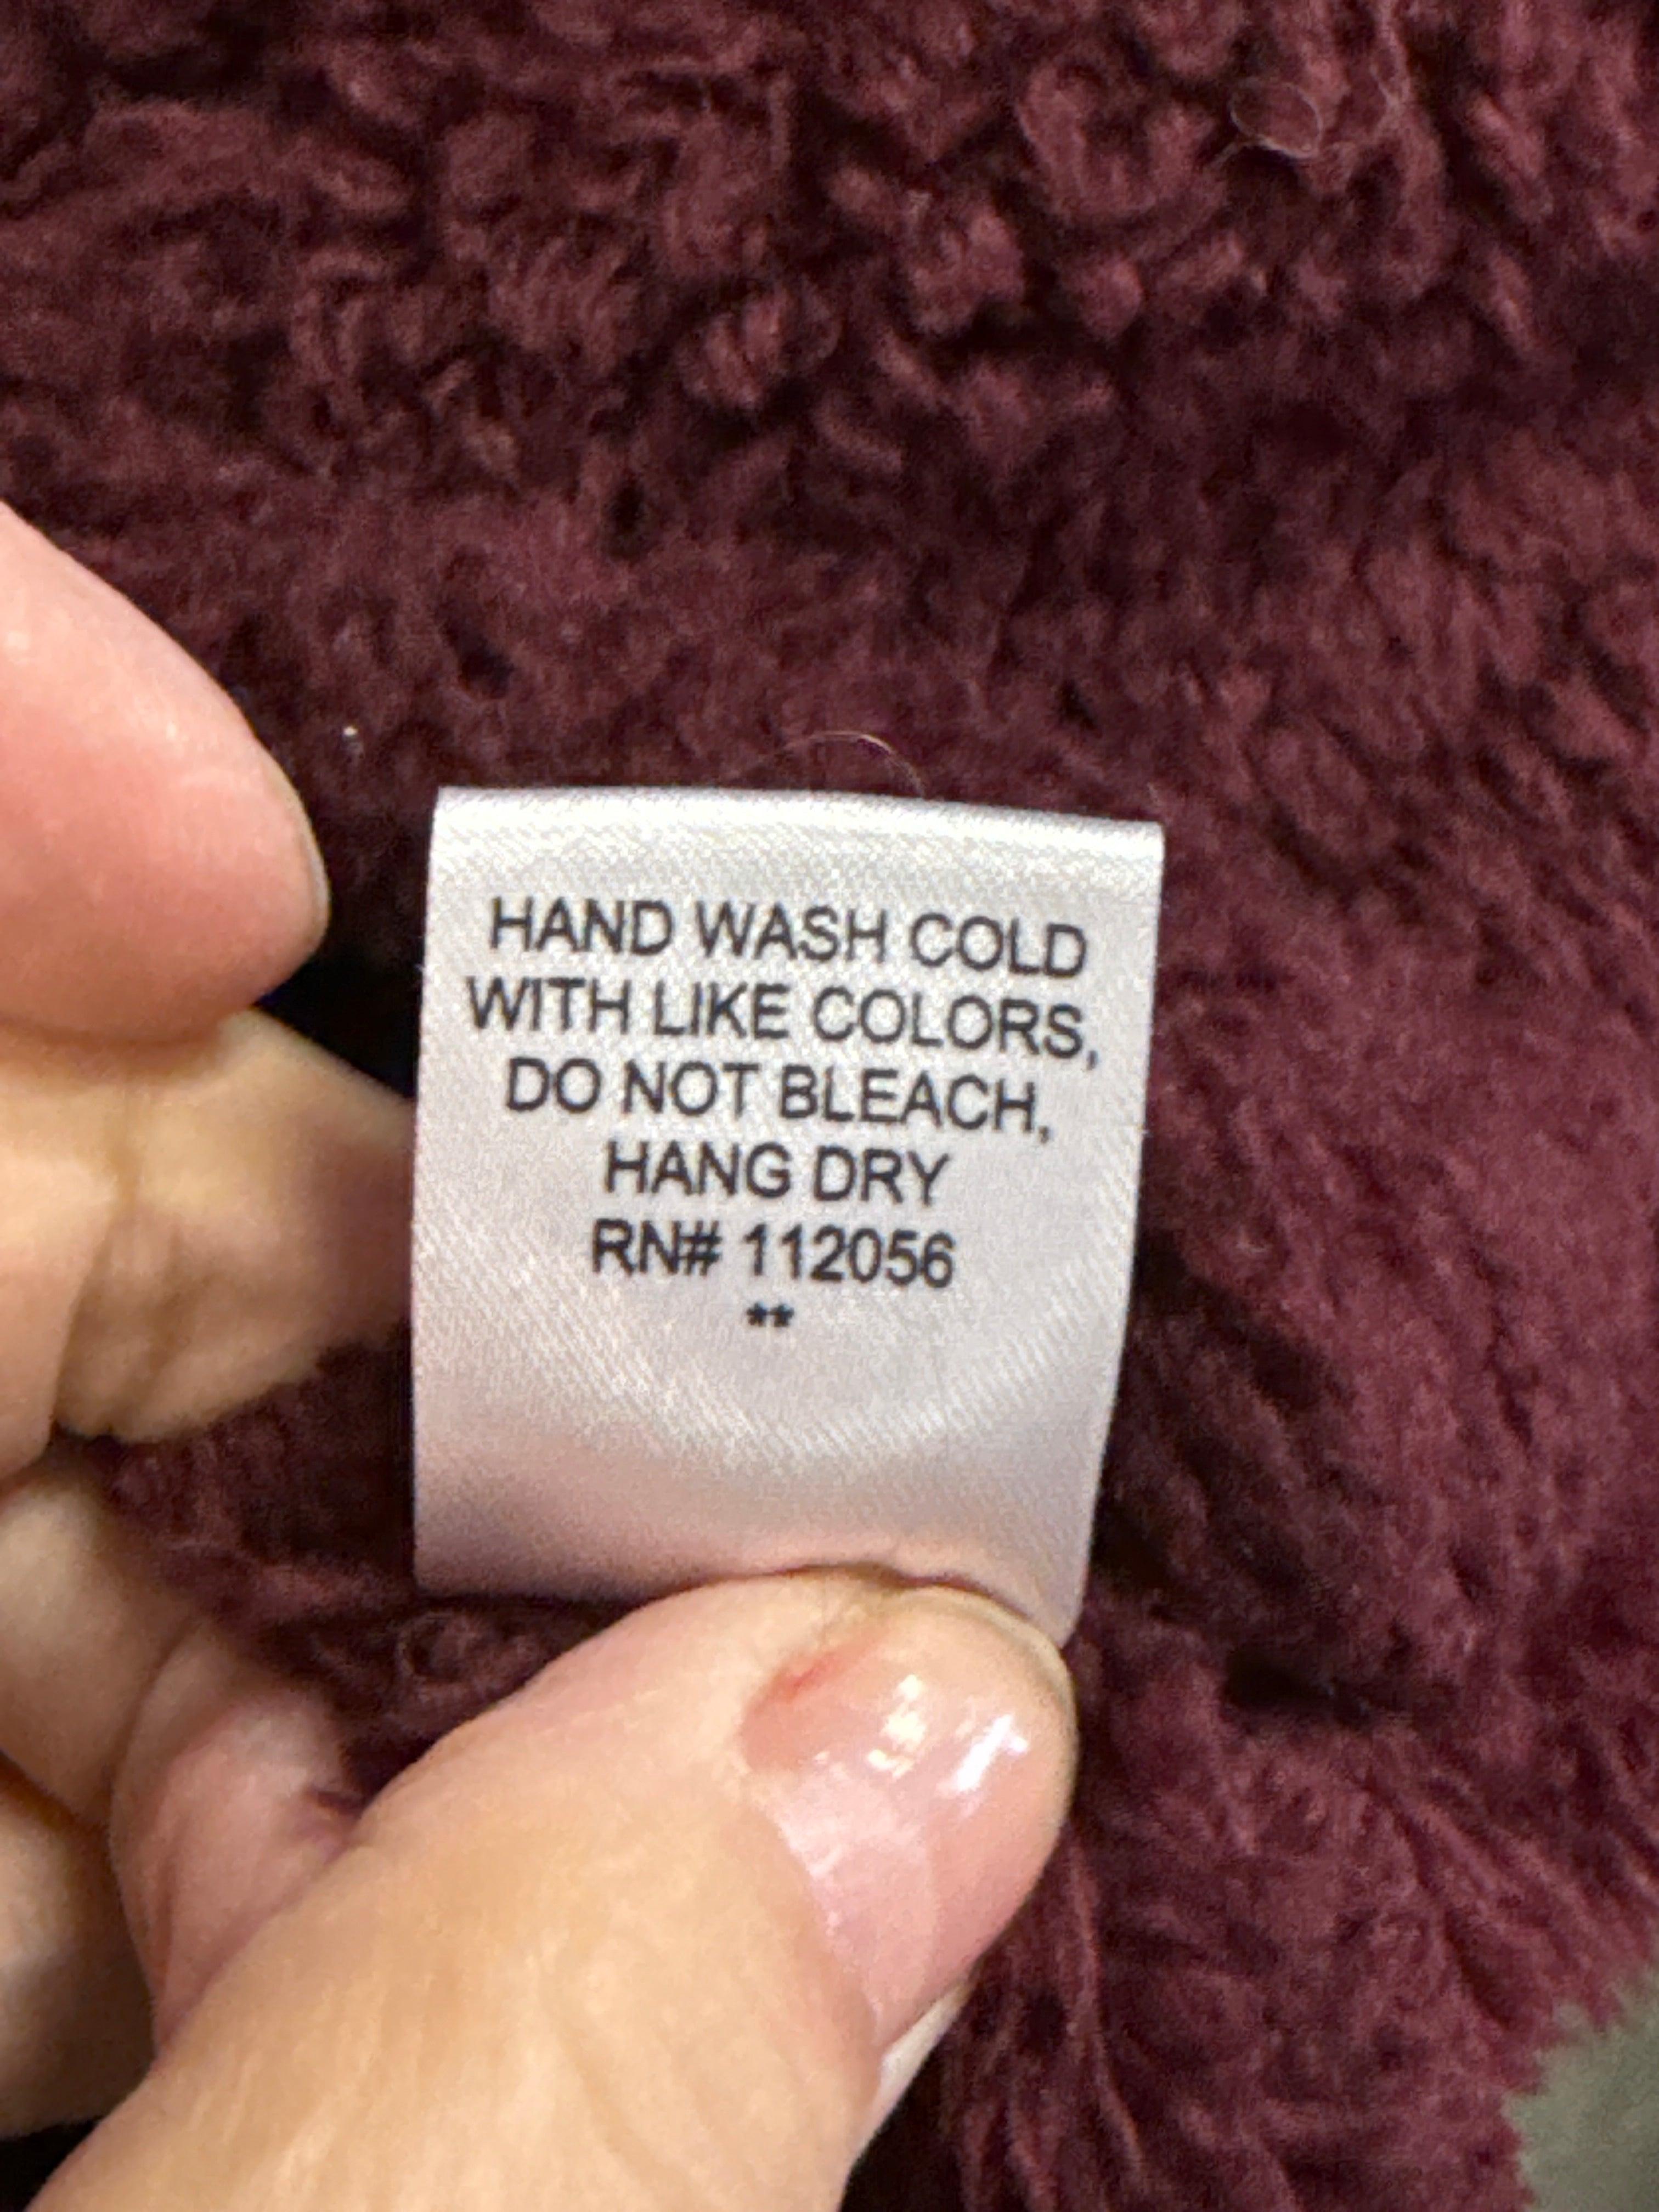 HAND WASH COLD
WITH LIKE COLORS,
DO NOT BLEACH,
HANG DRY
RN# 112056
**